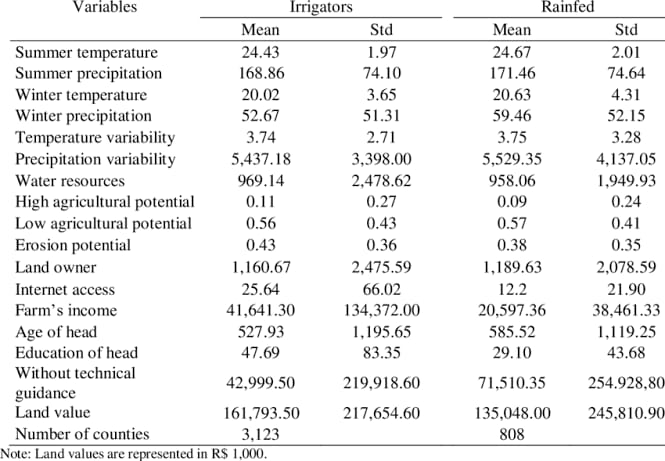 Variables Irrigators Rainfed
Mean Std Mean Std
Summer temperature 24.43 1.97 24.67 2.01
Summer precipitation 168.86 74.10 171.46 74.64
Winter temperature 20.02 3.65 20.63 4.31
Winter precipitation 52.67 51.31 59.46 52.15
Temperature variability 3.74 2.71 3.75 3.28
Precipitation variability 5,437.18 3,398.00 5,529.35 4,137.05
Water resources 969.14 2,478.62 958.06 1,949.93
High agricultural potential 0.11 0.27 0.09 0.24
Low agricultural potential 0.56 0.43 0.57 0.41
Erosion potential 0.43 0.36 0.38 0.35
Land owner 1,160.67 2,475.59 1,189.63 2,078.59
Internet access 25.64 66.02 12.2 21.90
Farm's income 41,641.30 134,372.00 20,597.36 38,461.33
Age of head 527.93 1,195.65 585.52 1,119.25
Education of head 47.69 83.35 29.10 43.68
Without technical
guidance 42,999.50 219,918.60 71,510.35 254.928,80
Land value 161,793.50 217,654.60 135,048.00 245,810.90
Number of counties 3,123 808
Note: Land values are represented in R$ 1,000.